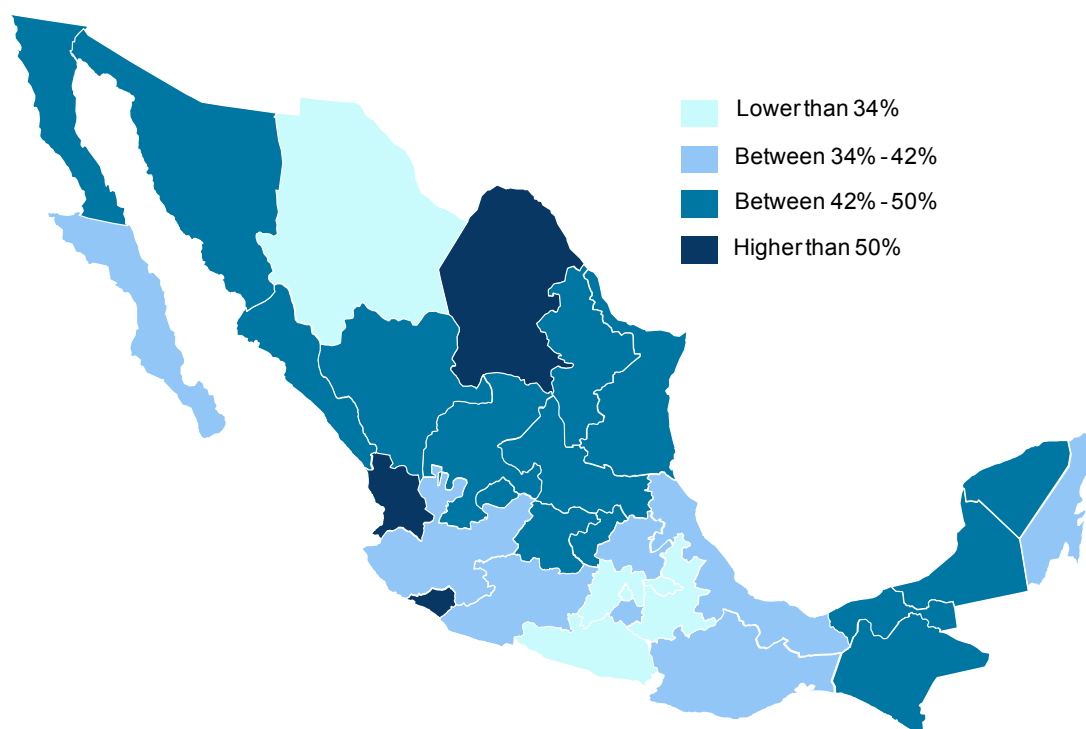 Lower than 34%
Between 34% - 42%
Between 42% - 50%
Higher than 50%